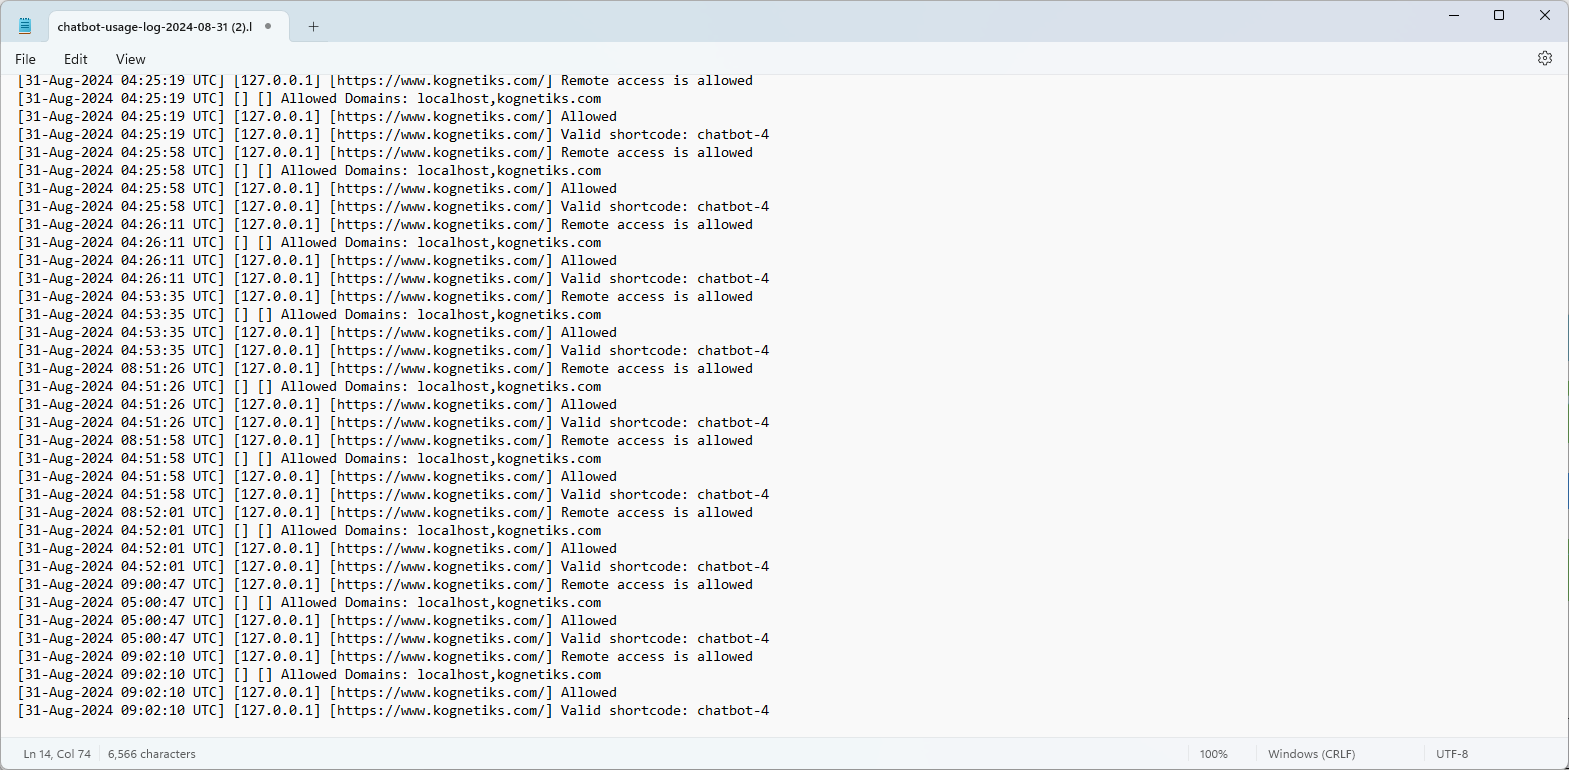 chatbot-usage-log-2024-08-31 (2).l
File Edit View
[31-Aug-2024 04:25:19 UTC] [127.0.0.1] [https://www.kognetiks.com/] Remote access is allowed
[31-Aug-2024 04:25:19 UTC] [] [] Allowed Domains: localhost,kognetiks.com
[31-Aug-2024 04:25:19 UTC] [127.0.0.1] [https://www.kognetiks.com/] Allowed
[31-Aug-2024 04:25:19 UTC] [127.0.0.1] [https://www.kognetiks.com/] Valid shortcode: chatbot-4
[31-Aug-2024 04:25:58 UTC] [127.0.0.1] [https://www.kognetiks.com/] Remote access is allowed
[31-Aug-2024 04:25:58 UTC] [] [] Allowed Domains: localhost,kognetiks.com
[31-Aug-2024 04:25:58 UTC] [127.0.0.1] [https://www.kognetiks.com/] Allowed
[31-Aug-2024 04:25:58 UTC] [127.0.0.1] [https://www.kognetiks.com/] Valid shortcode: chatbot-4
[31-Aug-2024 04:26:11 UTC] [127.0.0.1] [https://www.kognetiks.com/] Remote access is allowed
[31-Aug-2024 04:26:11 UTC] [] [] Allowed Domains: localhost,kognetiks.com
[31-Aug-2024 04:26:11 UTC] [127.0.0.1] [https://www.kognetiks.com/] Allowed
[31-Aug-2024 04:26:11 UTC] [127.0.0.1] [https://www.kognetiks.com/] Valid shortcode: chatbot-4
[31-Aug-2024 04:53:35 UTC] [127.0.0.1] [https://www.kognetiks.com/] Remote access is allowed
[31-Aug-2024 04:53:35 UTC] [] [] Allowed Domains: localhost,kognetiks.com
[31-Aug-2024 04:53:35 UTC] [127.0.0.1] [https://www.kognetiks.com/] Allowed
[31-Aug-2024 04:53:35 UTC] [127.0.0.1] [https://www.kognetiks.com/] Valid shortcode: chatbot-4
[31-Aug-2024 08:51:26 UTC] [127.0.0.1] [https://www.kognetiks.com/] Remote access is allowed
[31-Aug-2024 04:51:26 UTC] [] [] Allowed Domains: localhost,kognetiks.com
[31-Aug-2024 04:51:26 UTC] [127.0.0.1] [https://www.kognetiks.com/] Allowed
[31-Aug-2024 04:51:26 UTC] [127.0.0.1] [https://www.kognetiks.com/] Valid shortcode: chatbot-4
[31-Aug-2024 08:51:58 UTC] [127.0.0.1] [https://www.kognetiks.com/] Remote access is allowed
[31-Aug-2024 04:51:58 UTC] [] [] Allowed Domains: localhost,kognetiks.com
[31-Aug-2024 04:51:58 UTC] [127.0.0.1] [https://www.kognetiks.com/] Allowed
[31-Aug-2024 04:51:58 UTC] [127.0.0.1] [https://www.kognetiks.com/] Valid shortcode: chatbot-4
[31-Aug-2024 08:52:01 UTC] [127.0.0.1] [https://www.kognetiks.com/] Remote access is allowed
[31-Aug-2024 04:52:01 UTC] [] [] Allowed Domains: localhost,kognetiks.com
[31-Aug-2024 04:52:01 UTC] [127.0.0.1] [https://www.kognetiks.com/] Allowed
[31-Aug-2024 04:52:01 UTC] [127.0.0.1] [https://www.kognetiks.com/] Valid shortcode: chatbot-4
[31-Aug-2024 09:00:47 UTC] [127.0.0.1] [https://www.kognetiks.com/] Remote access is allowed
[31-Aug-2024 05:00:47 UTC] [] [] Allowed Domains: localhost,kognetiks.com
[31-Aug-2024 05:00:47 UTC] [127.0.0.1] [https://www.kognetiks.com/] Allowed
[31-Aug-2024 05:00:47 UTC] [127.0.0.1] [https://www.kognetiks.com/] Valid shortcode: chatbot-4
[31-Aug-2024 09:02:10 UTC] [127.0.0.1] [https://www.kognetiks.com/] Remote access is allowed
[31-Aug-2024 09:02:10 UTC] [] [] Allowed Domains: localhost,kognetiks.com
[31-Aug-2024 09:02:10 UTC] [127.0.0.1] [https://www.kognetiks.com/] Allowed
[31-Aug-2024 09:02:10 UTC] [127.0.0.1] [https://www.kognetiks.com/] Valid shortcode: chatbot-4
Ln 14, Col 74 6,566 characters 100% Windows (CRLF) UTF-8